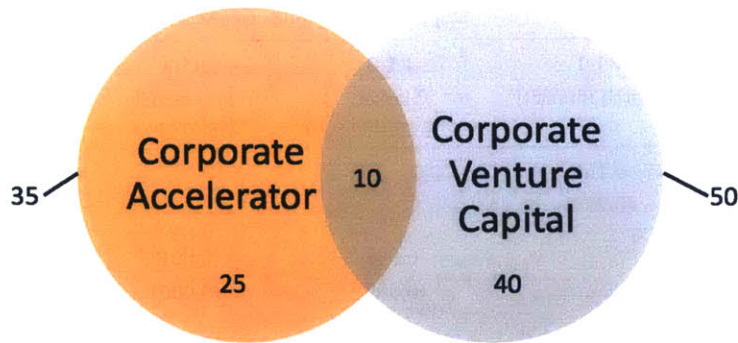 Corporate
Accelerator
Corporate
Venture
Capital
10
35
50
25
40